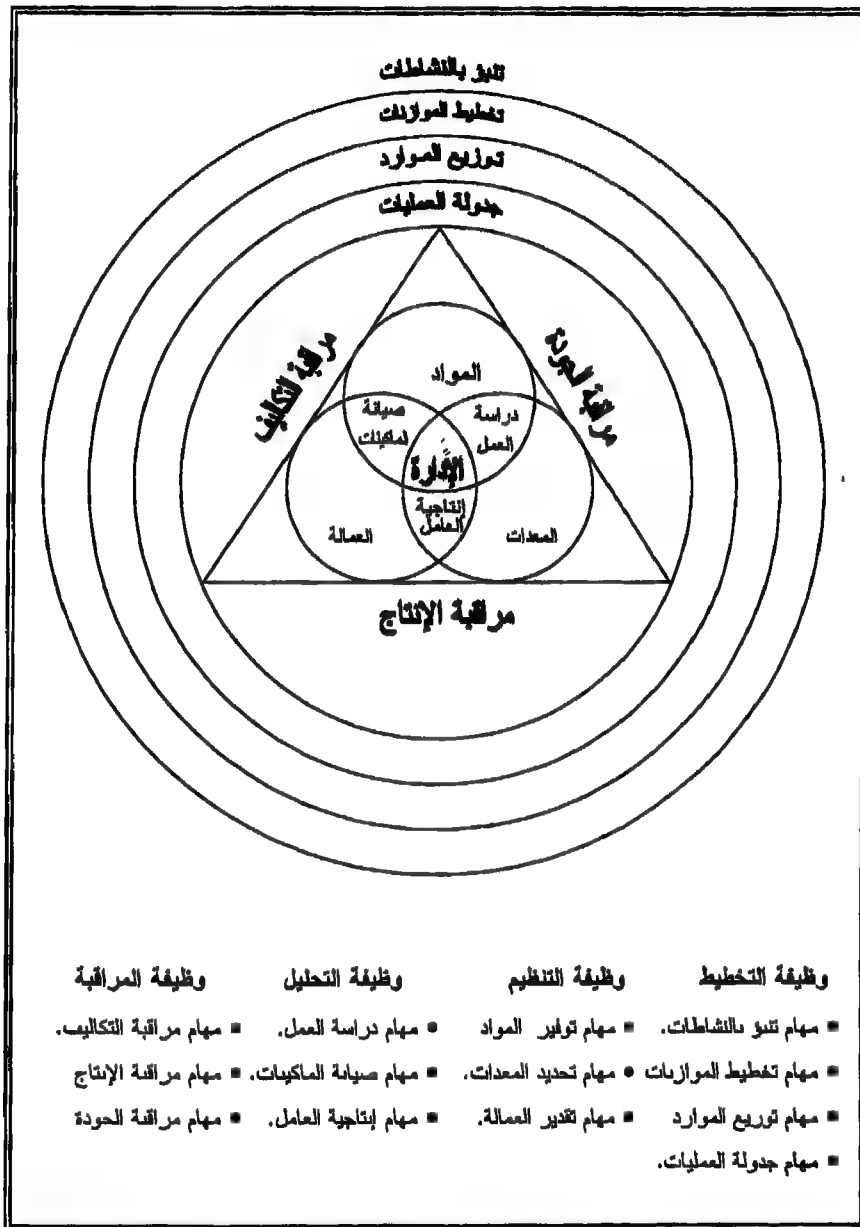 تنبؤ بالنشاطات
تخطيط الموازنات
توزيع الموارد
جدولة العمليات
مراقبة التكاليف
مراقبة الجودة
المواد
صيانة
لماكينات
دراسة
العمل
الإدارة
إنتاجية
العامل
العمالة
المعدات
مراقبة الإنتاج
وظيفة التخطيط
▪ مهام تنبؤ بالنشاطات.
▪ مهام تخطيط الموازنات
▪ مهام توزيع الموارد
▪ مهام جدولة العمليات.
وظيفة التنظيم
▪ مهام توفير المواد
• مهام تحديد المعدات.
▪ مهام تقدير العمالة.
وظيفة التحليل
• مهام دراسة العمل.
▪ مهام صيانة الماكينات.
▪ مهام إنتاجية العامل.
وظيفة المراقبة
▪ مهام مراقبة التكاليف.
▪ مهام مراقبة الإنتاج
• مهام مراقبة الجودة